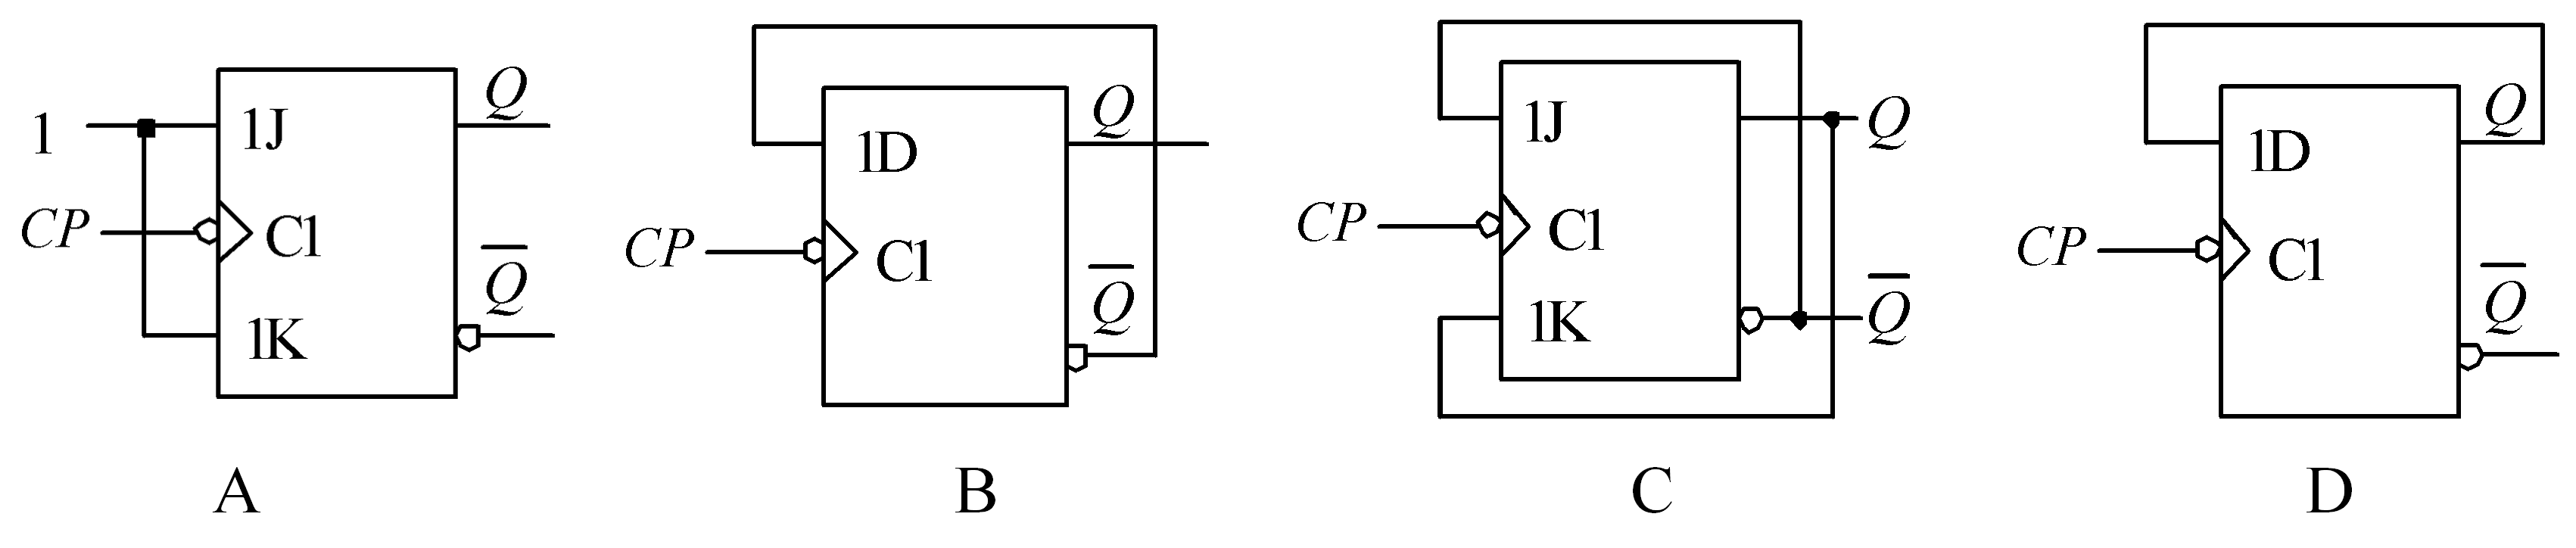 1 1J Q
CP C1
1K Q̅
A
1D Q
CP C1
Q̅
B
1J Q
CP C1
1K Q̅
C
1D Q
CP C1
Q̅
D